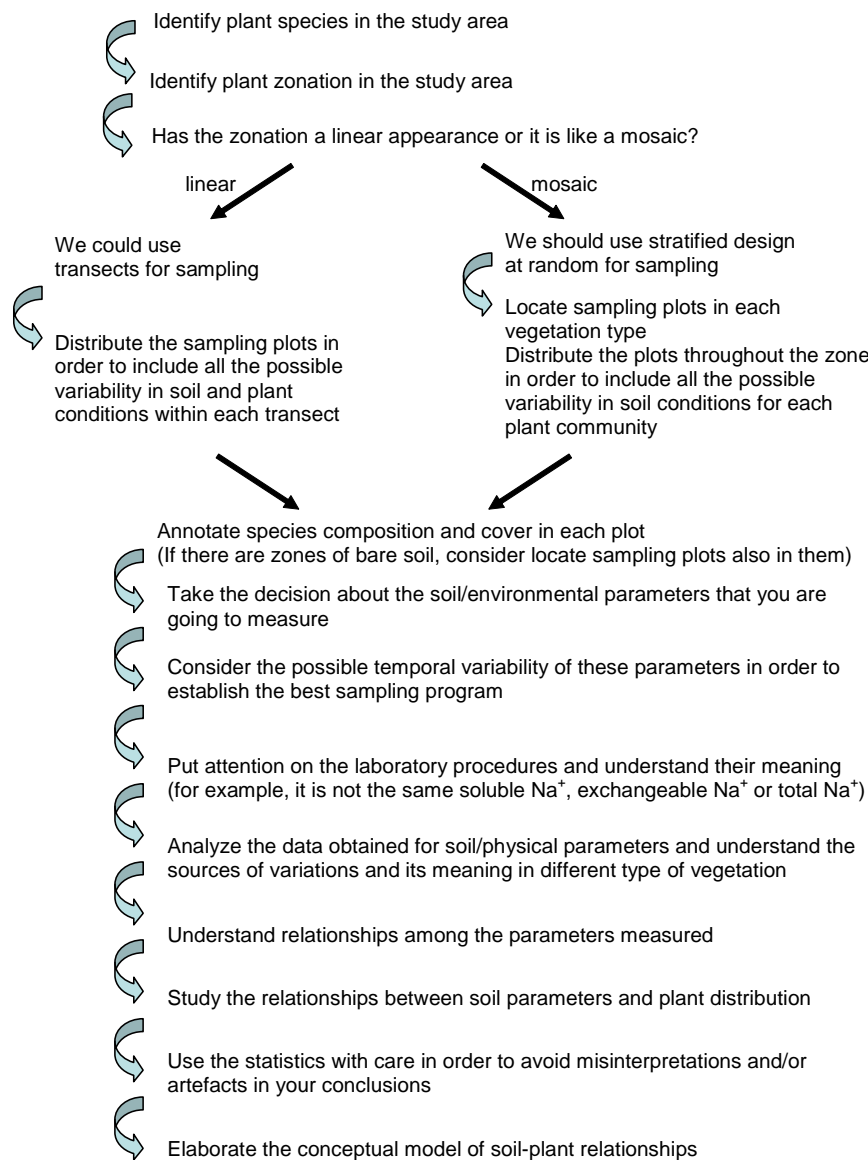 Identify plant species in the study area
Identify plant zonation in the study area
Has the zonation a linear appearance or it is like a mosaic?
linear
mosaic
We could use
transects for sampling
Distribute the sampling plots in
order to include all the possible
variability in soil and plant
conditions within each transect
We should use stratified design
at random for sampling
Locate sampling plots in each
vegetation type
Distribute the plots throughout the zone
in order to include all the possible
variability in soil conditions for each
plant community
Annotate species composition and cover in each plot
(If there are zones of bare soil, consider locate sampling plots also in them)
Take the decision about the soil/environmental parameters that you are
going to measure
Consider the possible temporal variability of these parameters in order to
establish the best sampling program
Put attention on the laboratory procedures and understand their meaning
(for example, it is not the same soluble Na⁺, exchangeable Na⁺ or total Na⁺)
Analyze the data obtained for soil/physical parameters and understand the
sources of variations and its meaning in different type of vegetation
Understand relationships among the parameters measured
Study the relationships between soil parameters and plant distribution
Use the statistics with care in order to avoid misinterpretations and/or
artefacts in your conclusions
Elaborate the conceptual model of soil-plant relationships